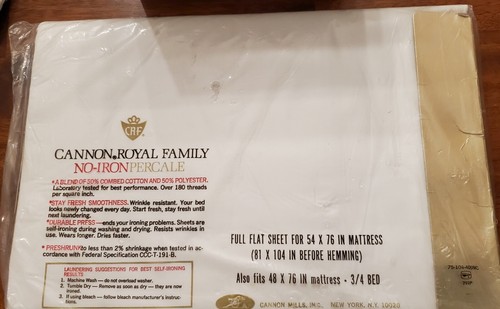 CRF
CANNON ROYAL FAMILY
NO-IRON PERCALE
•A BLEND OF 50% COMBED COTTON AND 50% POLYESTER.
Laboratory tested for best performance. Over 180 threads
per square inch.
•STAY FRESH SMOOTHNESS. Wrinkle resistant. Your bed
looks newly changed every day. Start fresh, stay fresh until
next laundering.
•DURABLE PRESS—ends your ironing problems. Sheets are
self-ironing during washing and drying. Resists wrinkles in
use. Wears longer. Dries faster.
•PRESHRUNK to less than 2% shrinkage when tested in ac-
cordance with Federal Specification CCC-T-191-B.
LAUNDERING SUGGESTIONS FOR BEST SELF-IRONING
RESULTS
1. Machine Wash — do not overload washer.
2. Tumble Dry — Remove as soon as dry — they are now
ironed.
3. If using bleach — follow bleach manufacturer's instruc-
tions.
FULL FLAT SHEET FOR 54 X 76 IN MATTRESS
(81 X 104 IN BEFORE HEMMING)
Also fits 48 X 76 in mattress - 3/4 BED
CANNON MILLS, INC. NEW YORK, N.Y. 10020